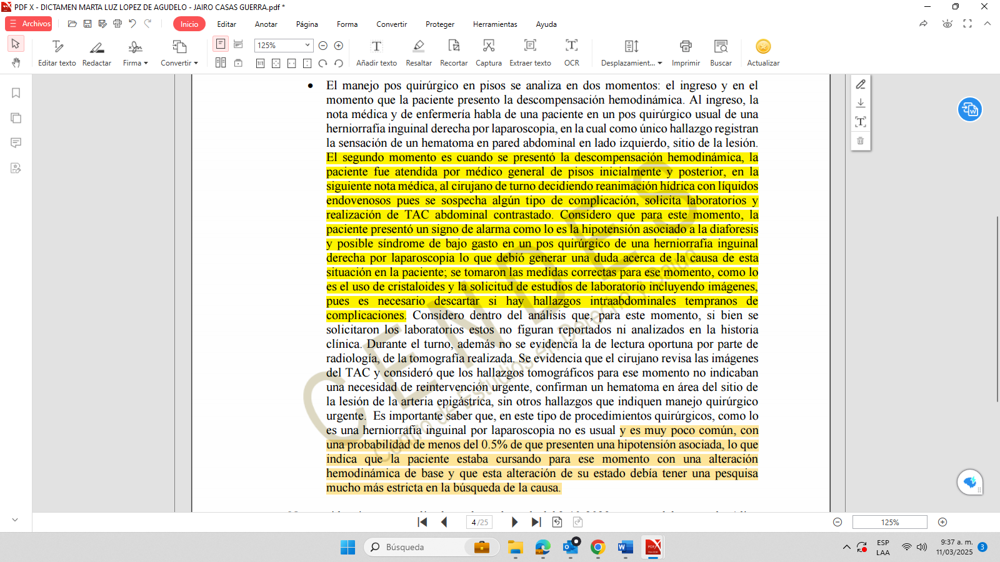 PDF X - DICTAMEN MARTA LUZ LOPEZ DE AGUDELO - JAIRO CASAS GUERRA.pdf *
Archivos
Inicio Editar Anotar Página Forma Convertir Proteger Herramientas Ayuda
125%
Editar texto Redactar Firma Convertir Añadir texto Resaltar Recortar Captura Extraer texto OCR Desplazament... Imprimir Buscar Actualizar
• El manejo pos quirúrgico en pisos se analiza en dos momentos: el ingreso y en el
momento que la paciente presento la descompensación hemodinámica. Al ingreso, la
nota médica y de enfermería habla de una paciente en un pos quirúrgico usual de una
herniorrafia inguinal derecha por laparoscopia, en la cual como único hallazgo registran
la sensación de un hematoma en pared abdominal en lado izquierdo, sitio de la lesión.
El segundo momento es cuando se presentó la descompensación hemodinámica, la
paciente fue atendida por médico general de pisos inicialmente y posterior, en la
siguiente nota médica, al cirujano de turno decidiendo reanimación hídrica con líquidos
endovenosos pues se sospecha algún tipo de complicación, solicita laboratorios y
realización de TAC abdominal contrastado. Considero que para este momento, la
paciente presentó un signo de alarma como lo es la hipotensión asociado a la diaforesis
y posible síndrome de bajo gasto en un pos quirúrgico de una herniorrafia inguinal
derecha por laparoscopia lo que debió generar una duda acerca de la causa de esta
situación en la paciente; se tomaron las medidas correctas para ese momento, como lo
es el uso de cristaloides y la solicitud de estudios de laboratorio incluyendo imágenes,
pues es necesario descartar si hay hallazgos intraabdominales tempranos de
complicaciones. Considero dentro del análisis que, para este momento, si bien se
solicitaron los laboratorios estos no figuran reportados ni analizados en la historia
clínica. Durante el turno, además no se evidencia la de lectura oportuna por parte de
radiología, de la tomografía realizada. Se evidencia que el cirujano revisa las imágenes
del TAC y consideró que los hallazgos tomográficos para ese momento no indicaban
una necesidad de reintervención urgente, confirman un hematoma en área del sitio de
la lesión de la arteria epigástrica, sin otros hallazgos que indiquen manejo quirúrgico
urgente. Es importante saber que, en este tipo de procedimientos quirúrgicos, como lo
es una herniorrafia inguinal por laparoscopia no es usual y es muy poco común, con
una probabilidad de menos del 0.5% de que presenten una hipotensión asociada, lo que
indica que la paciente estaba cursando para ese momento con una alteración
hemodinámica de base y que esta alteración de su estado debía tener una pesquisa
mucho más estricta en la búsqueda de la causa.
CENDES
Centro de Estudios en Derecho y Salud
4 /25
125%
Búsqueda
ESP
LAA
9:37 a. m.
11/03/2025
3